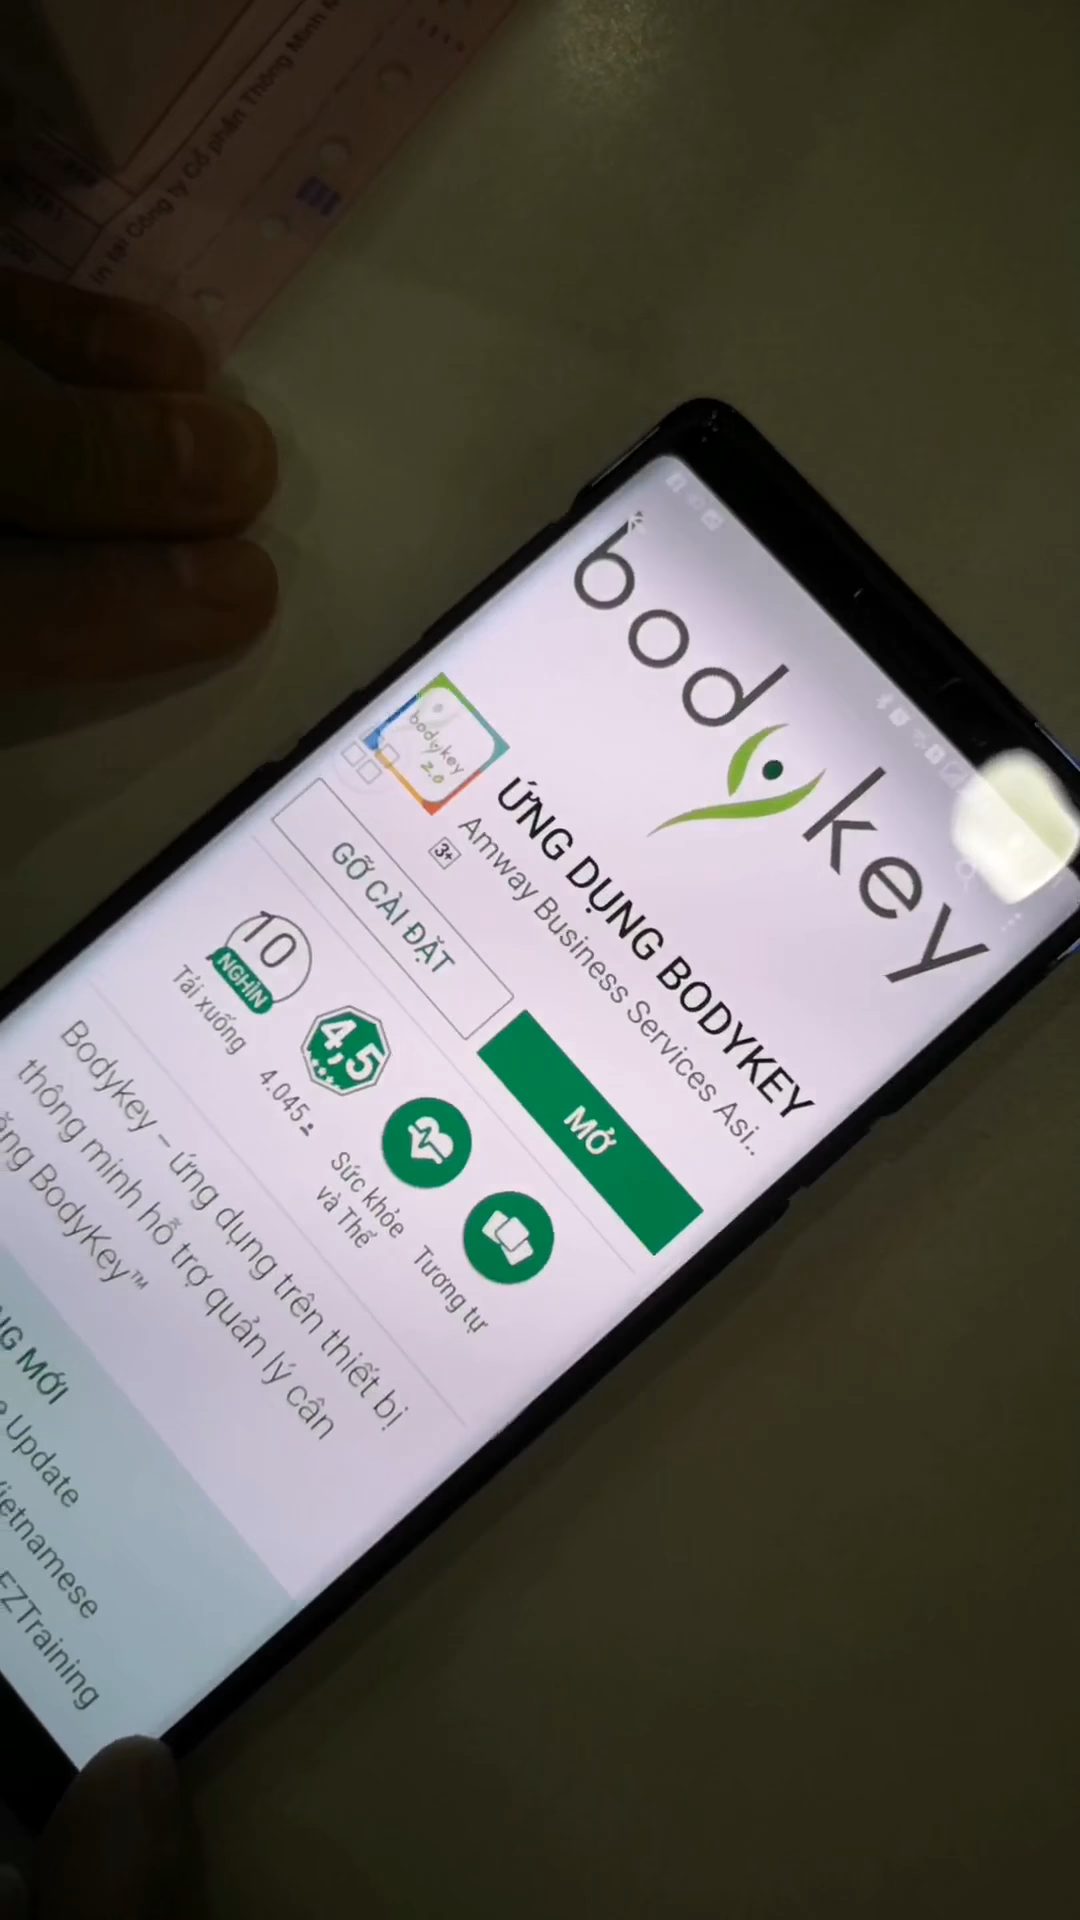 In tại Công ty Cổ phần Thông Minh
bodykey
bodykey
2.0
ỨNG DỤNG BODYKEY
Amway Business Services Asi..
3+
GỠ CÀI ĐẶT
MỞ
10
NGHÌN
Tải xuống
4,5
4.045
Sức khỏe
và Thể
Tương tự
Bodykey – ứng dụng trên thiết bị
thông minh hỗ trợ quản lý cân
BodyKey™
MỚI
Update
Vietnamese
EZTraining